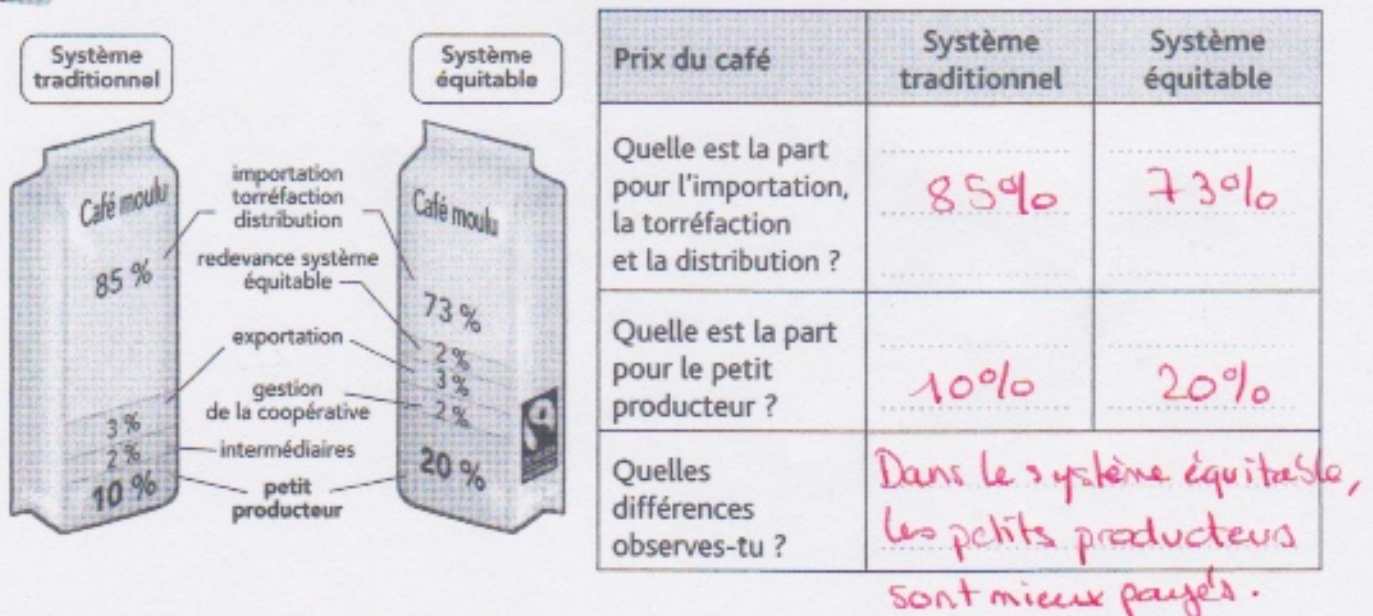 Système
traditionnel
Système
équitable
Café moulu
85 %
3 %
2 %
10 %
importation
torréfaction
distribution
redevance système
équitable
exportation
gestion
de la coopérative
intermédiaires
petit
producteur
Café moulu
73 %
2 %
3 %
2 %
20 %
Prix du café
Système
traditionnel
Système
équitable
Quelle est la part
pour l'importation,
la torréfaction
et la distribution ?
85%
73%
Quelle est la part
pour le petit
producteur ?
10%
20%
Quelles
différences
observes-tu ?
Dans le système équitable,
les petits producteurs
sont mieux payés.